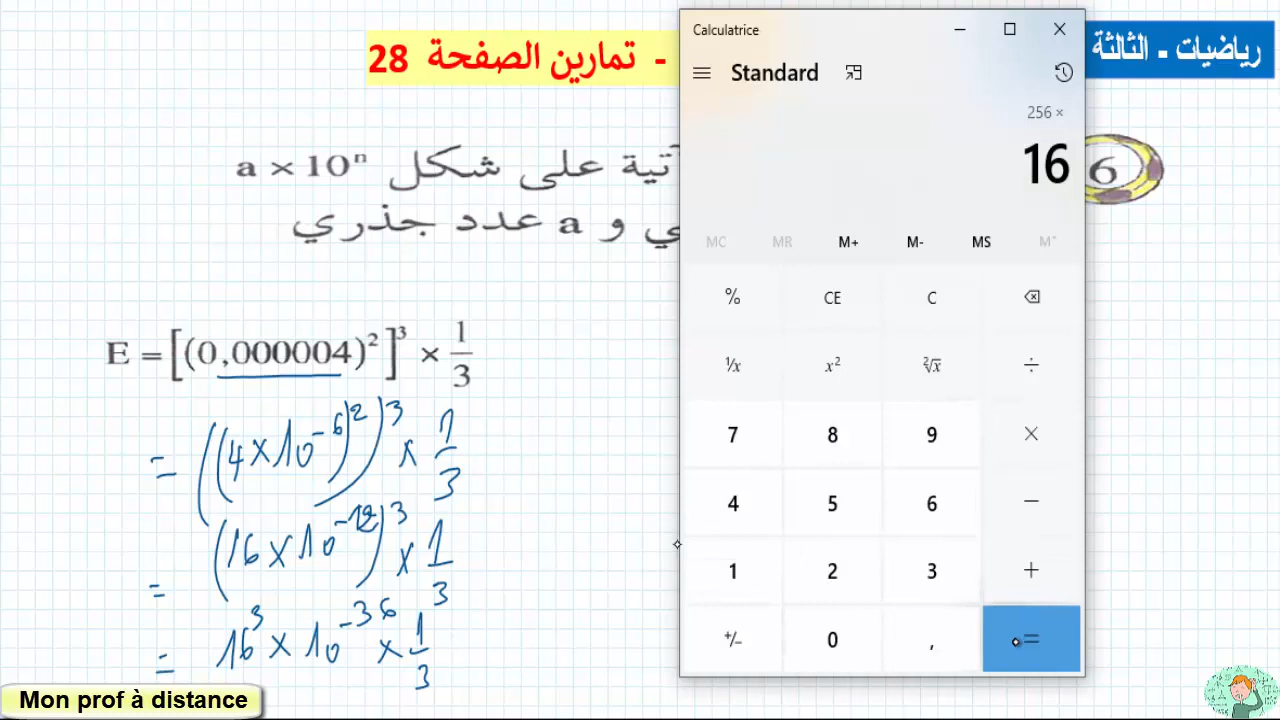 رياضيات - الثالثة
- تمارين الصفحة 28
6
آتية على شكل a × 10ⁿ
ي و a عدد جذري
E = [(0,000004)²]³ × 1/3
= ((4×10⁻⁶)²)³ × 1/3
= (16×10⁻¹²)³ × 1/3
= 16³ × 10⁻³⁶ × 1/3
Mon prof à distance
Calculatrice
Standard
256 ×
16
MC MR M+ M- MS M˅
% CE C
¹/x x² ²√x ÷
7 8 9 ×
4 5 6 −
1 2 3 +
+/− 0 , =